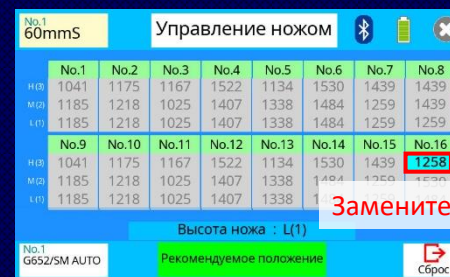 No.1
60mmS
Управление ножом
No.1 No.2 No.3 No.4 No.5 No.6 No.7 No.8
H (3) 1041 1175 1167 1522 1134 1530 1439 1439
M (2) 1185 1218 1025 1407 1338 1484 1259 1439
L (1) 1185 1218 1025 1407 1338 1484 1259 1259
No.9 No.10 No.11 No.12 No.13 No.14 No.15 No.16
H (3) 1041 1175 1167 1522 1134 1530 1439 1258
M (2) 1185 1218 1025 1407 1338 1484 1259
L (1) 1185 1218 1025 1407 1338
Замените
Высота ножа : L(1)
No.1
G652/SM AUTO
Рекомендуемое положение
Сброс